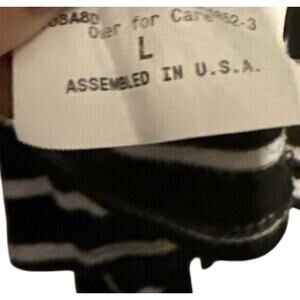 Over for Care
L
ASSEMBLED IN U.S.A.